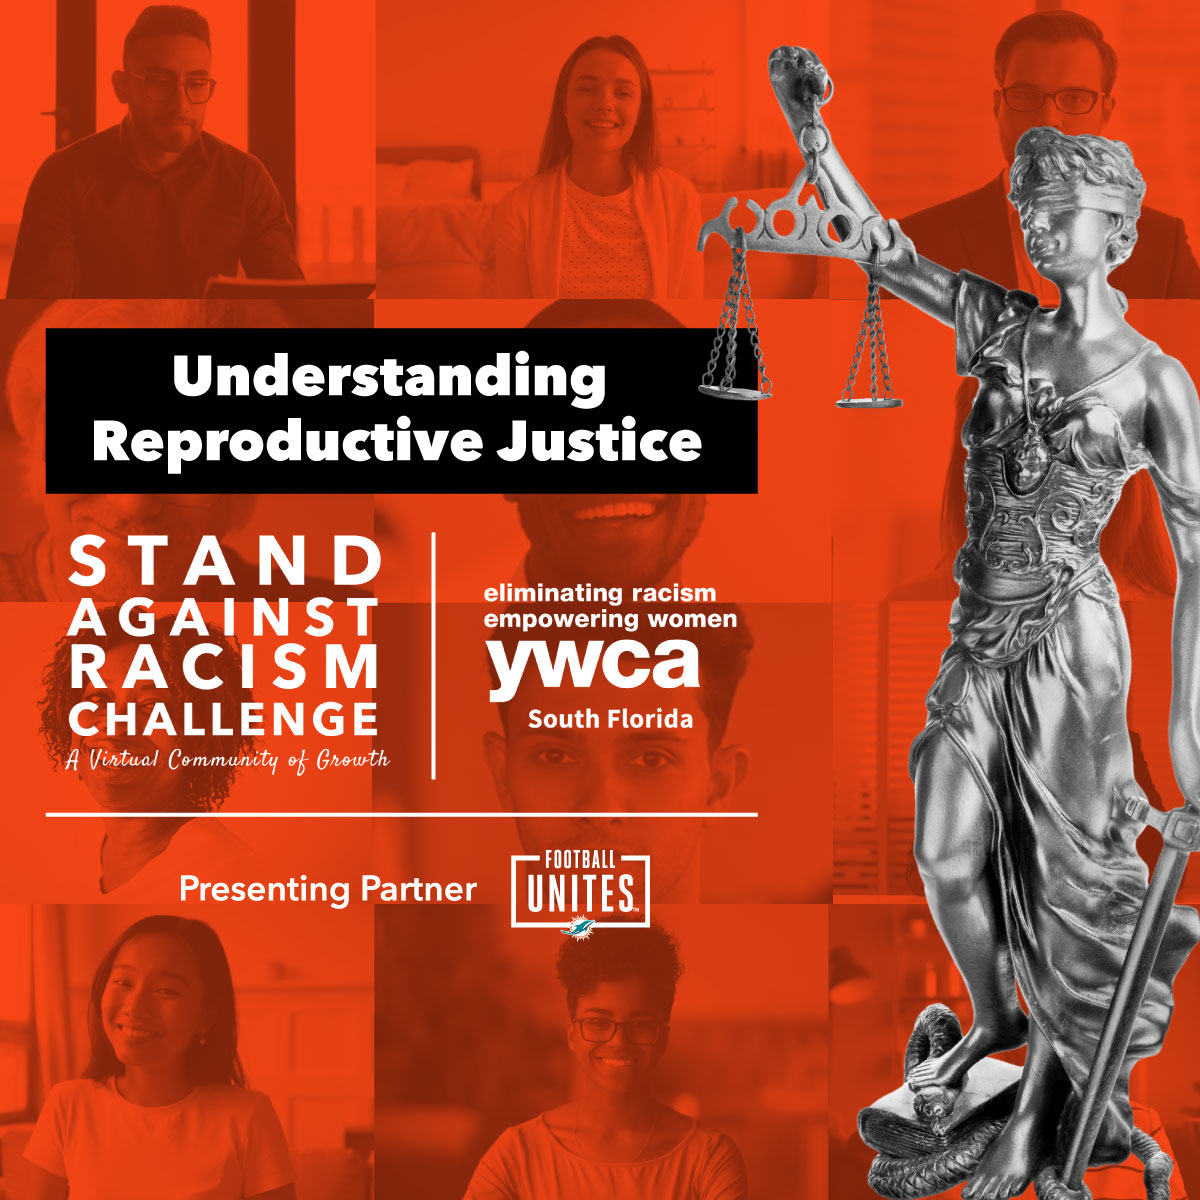 Understanding
Reproductive Justice
STAND
AGAINST
RACISM
CHALLENGE
A Virtual Community of Growth
eliminating racism
empowering women
ywca
South Florida
Presenting Partner
FOOTBALL
UNITES™